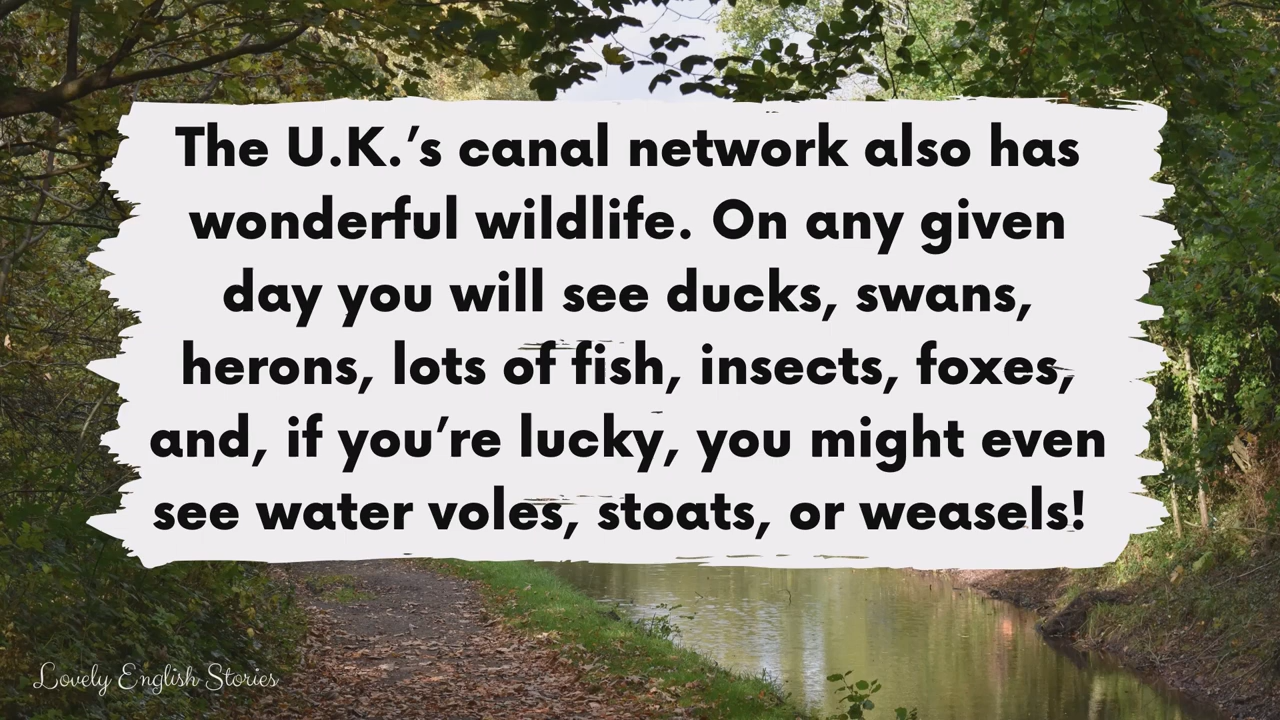 The U.K.’s canal network also has
wonderful wildlife. On any given
day you will see ducks, swans,
herons, lots of fish, insects, foxes,
and, if you’re lucky, you might even
see water voles, stoats, or weasels!
Lovely English Stories